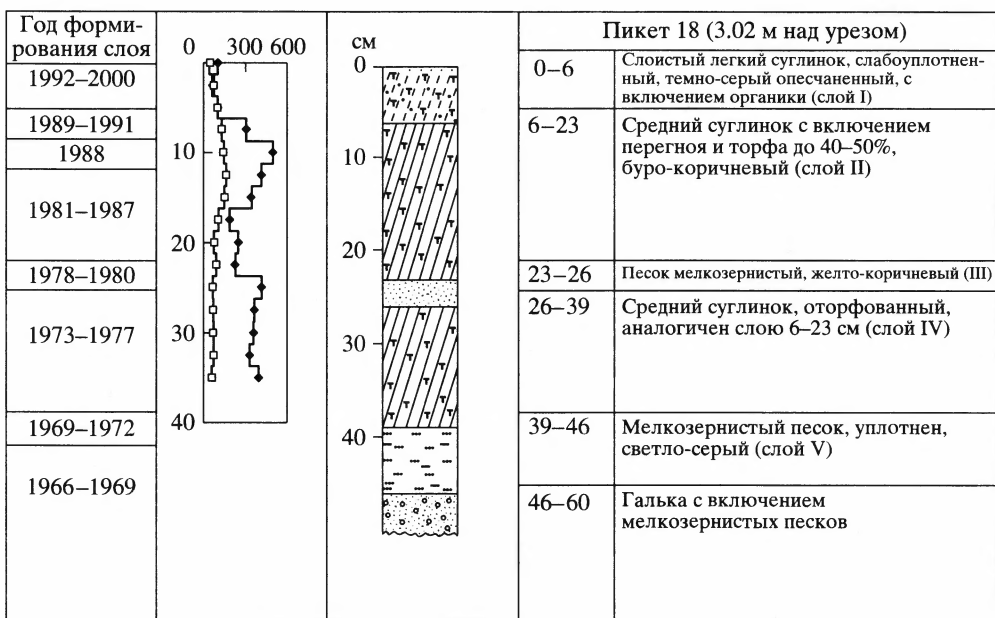 Год форми-
рования слоя
1992–2000
1989–1991
1988
1981–1987
1978–1980
1973–1977
1969–1972
1966–1969
0 300 600
10
20
30
40
см
0
10
20
30
40
Пикет 18 (3.02 м над урезом)
0–6
Слоистый легкий суглинок, слабоуплотнен-
ный, темно-серый опесчаненный, с
включением органики (слой I)
6–23
Средний суглинок с включением
перегноя и торфа до 40–50%,
буро-коричневый (слой II)
23–26
Песок мелкозернистый, желто-коричневый (III)
26–39
Средний суглинок, оторфованный,
аналогичен слою 6–23 см (слой IV)
39–46
Мелкозернистый песок, уплотнен,
светло-серый (слой V)
46–60
Галька с включением
мелкозернистых песков